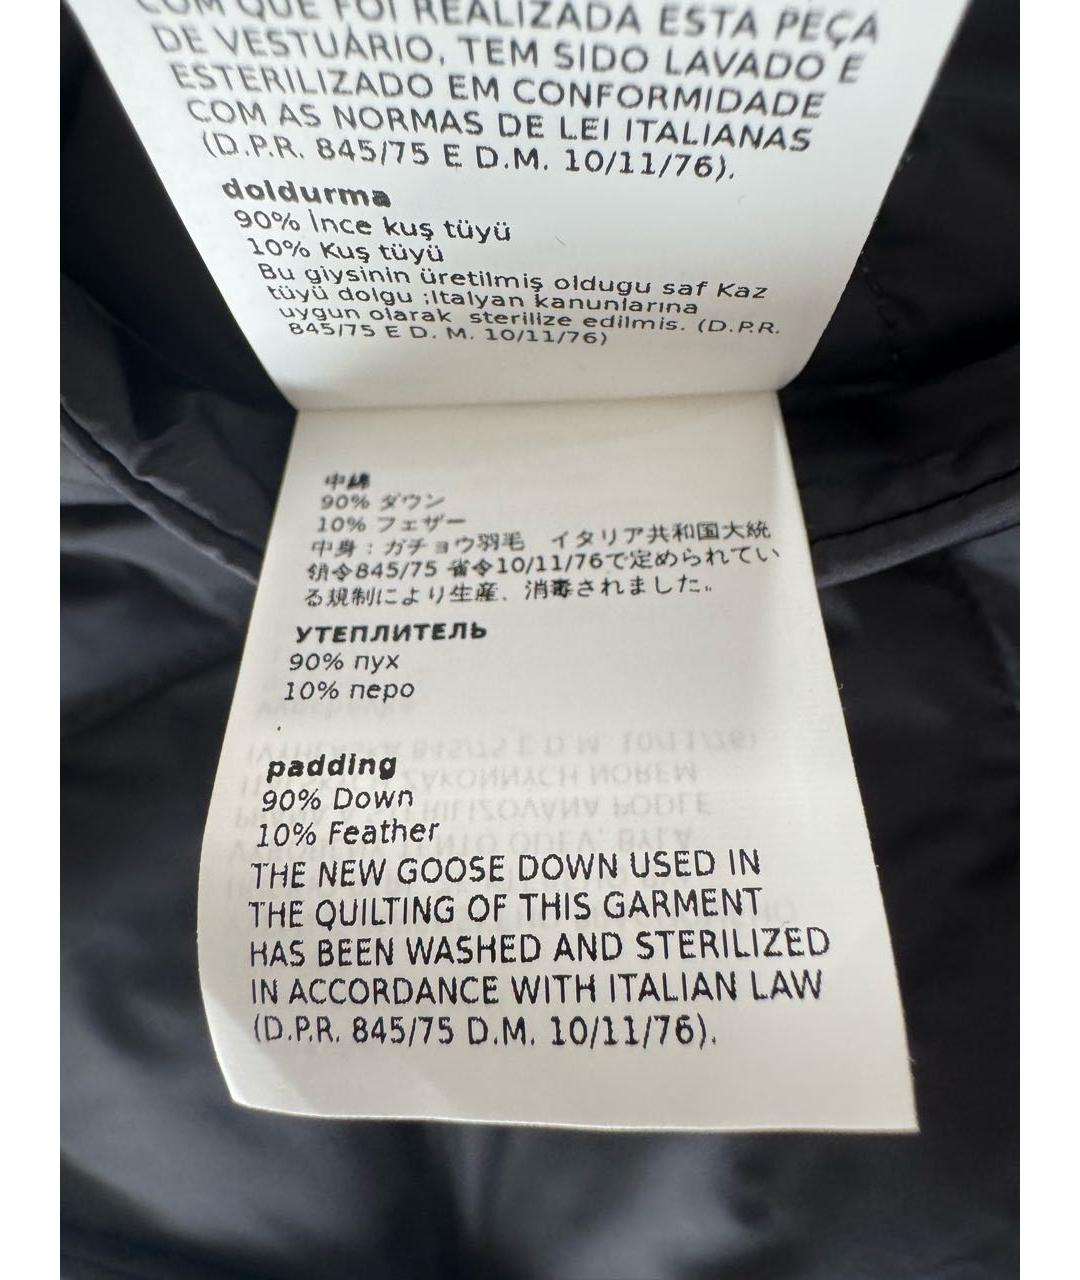 COM QUE FOI REALIZADA ESTA PEÇA
DE VESTUÀRIO, TEM SIDO LAVADO E
ESTERILIZADO EM CONFORMIDADE
COM AS NORMAS DE LEI ITALIANAS
(D.P.R. 845/75 E D.M. 10/11/76).
doldurma
90% İnce kuş tüyü
10% Kuş tüyü
Bu giysinin üretilmiş oldugu saf Kaz
tüyü dolgu ;Italyan kanunlarına
uygun olarak sterilize edilmis. (D.P.R.
845/75 E D. M. 10/11/76)
中綿
90% ダウン
10% フェザー
中身：ガチョウ羽毛 イタリア共和国大統
領令845/75 省令10/11/76で定められてい
る規制により生産、消毒されました。
УТЕПЛИТЕЛЬ
90% пух
10% перо
padding
90% Down
10% Feather
THE NEW GOOSE DOWN USED IN
THE QUILTING OF THIS GARMENT
HAS BEEN WASHED AND STERILIZED
IN ACCORDANCE WITH ITALIAN LAW
(D.P.R. 845/75 D.M. 10/11/76).